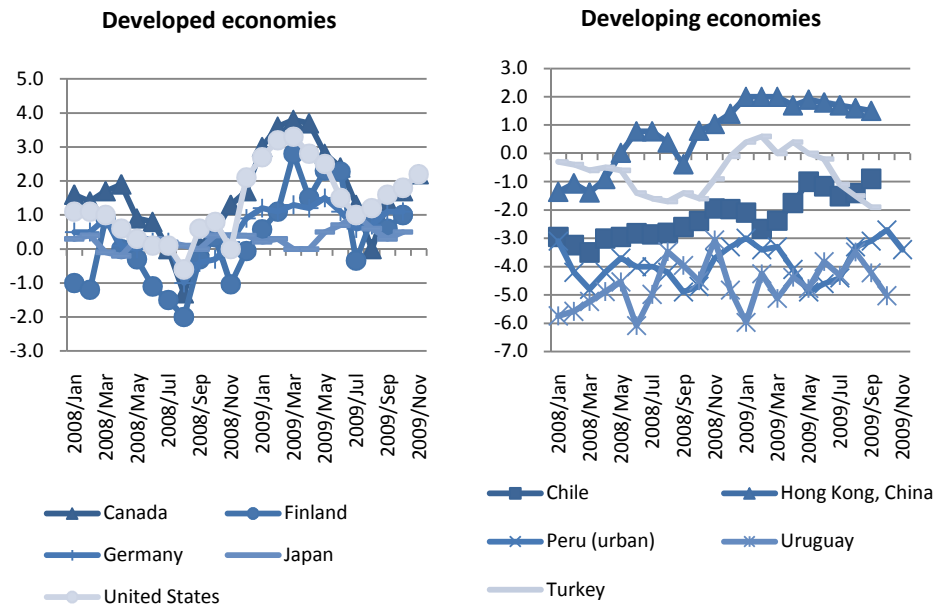 Developed economies
5.0
4.0
3.0
2.0
1.0
0.0
-1.0
-2.0
-3.0
2008/Jan
2008/Mar
2008/May
2008/Jul
2008/Sep
2008/Nov
2009/Jan
2009/Mar
2009/May
2009/Jul
2009/Sep
2009/Nov
Canada
Finland
Germany
Japan
United States
Developing economies
3.0
2.0
1.0
0.0
-1.0
-2.0
-3.0
-4.0
-5.0
-6.0
-7.0
2008/Jan
2008/Mar
2008/May
2008/Jul
2008/Sep
2008/Nov
2009/Jan
2009/Mar
2009/May
2009/Jul
2009/Sep
2009/Nov
Chile
Hong Kong, China
Peru (urban)
Uruguay
Turkey